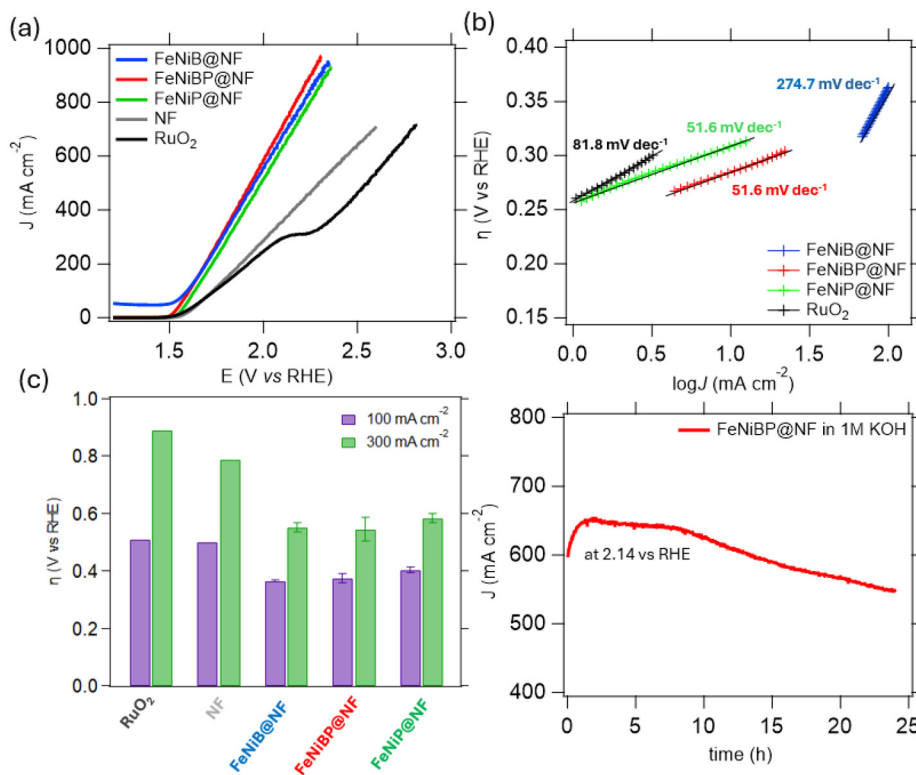 (a)
1000
800
600
400
200
0
J (mA cm⁻²)
FeNiB@NF
FeNiBP@NF
FeNiP@NF
NF
RuO₂
1.5
2.0
2.5
3.0
E (V vs RHE)
(b)
0.40
0.35
0.30
0.25
0.20
0.15
η (V vs RHE)
274.7 mV dec⁻¹
51.6 mV dec⁻¹
81.8 mV dec⁻¹
51.6 mV dec⁻¹
FeNiB@NF
FeNiBP@NF
FeNiP@NF
RuO₂
0.0
0.5
1.0
1.5
2.0
logJ (mA cm⁻²)
(c)
1.0
0.8
0.6
0.4
0.2
0.0
η (V vs RHE)
100 mA cm⁻²
300 mA cm⁻²
RuO₂
NF
FeNiB@NF
FeNiBP@NF
FeNiP@NF
800
700
600
500
400
J (mA cm⁻²)
FeNiBP@NF in 1M KOH
at 2.14 vs RHE
0
5
10
15
20
25
time (h)